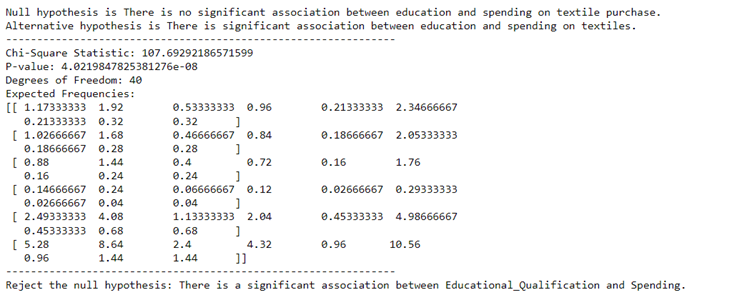 Null hypothesis is There is no significant association between education and spending on textile purchase.
Alternative hypothesis is There is significant association between education and spending on textiles.
----------------------------------------------------------
Chi-Square Statistic: 107.69292186571599
P-value: 4.0219847825381276e-08
Degrees of Freedom: 40
Expected Frequencies:
[[ 1.17333333 1.92 0.53333333 0.96 0.21333333 2.34666667
0.21333333 0.32 0.32 ]
[ 1.02666667 1.68 0.46666667 0.84 0.18666667 2.05333333
0.18666667 0.28 0.28 ]
[ 0.88 1.44 0.4 0.72 0.16 1.76
0.16 0.24 0.24 ]
[ 0.14666667 0.24 0.06666667 0.12 0.02666667 0.29333333
0.02666667 0.04 0.04 ]
[ 2.49333333 4.08 1.13333333 2.04 0.45333333 4.98666667
0.45333333 0.68 0.68 ]
[ 5.28 8.64 2.4 4.32 0.96 10.56
0.96 1.44 1.44 ]]
----------------------------------------------------------
Reject the null hypothesis: There is a significant association between Educational_Qualification and Spending.